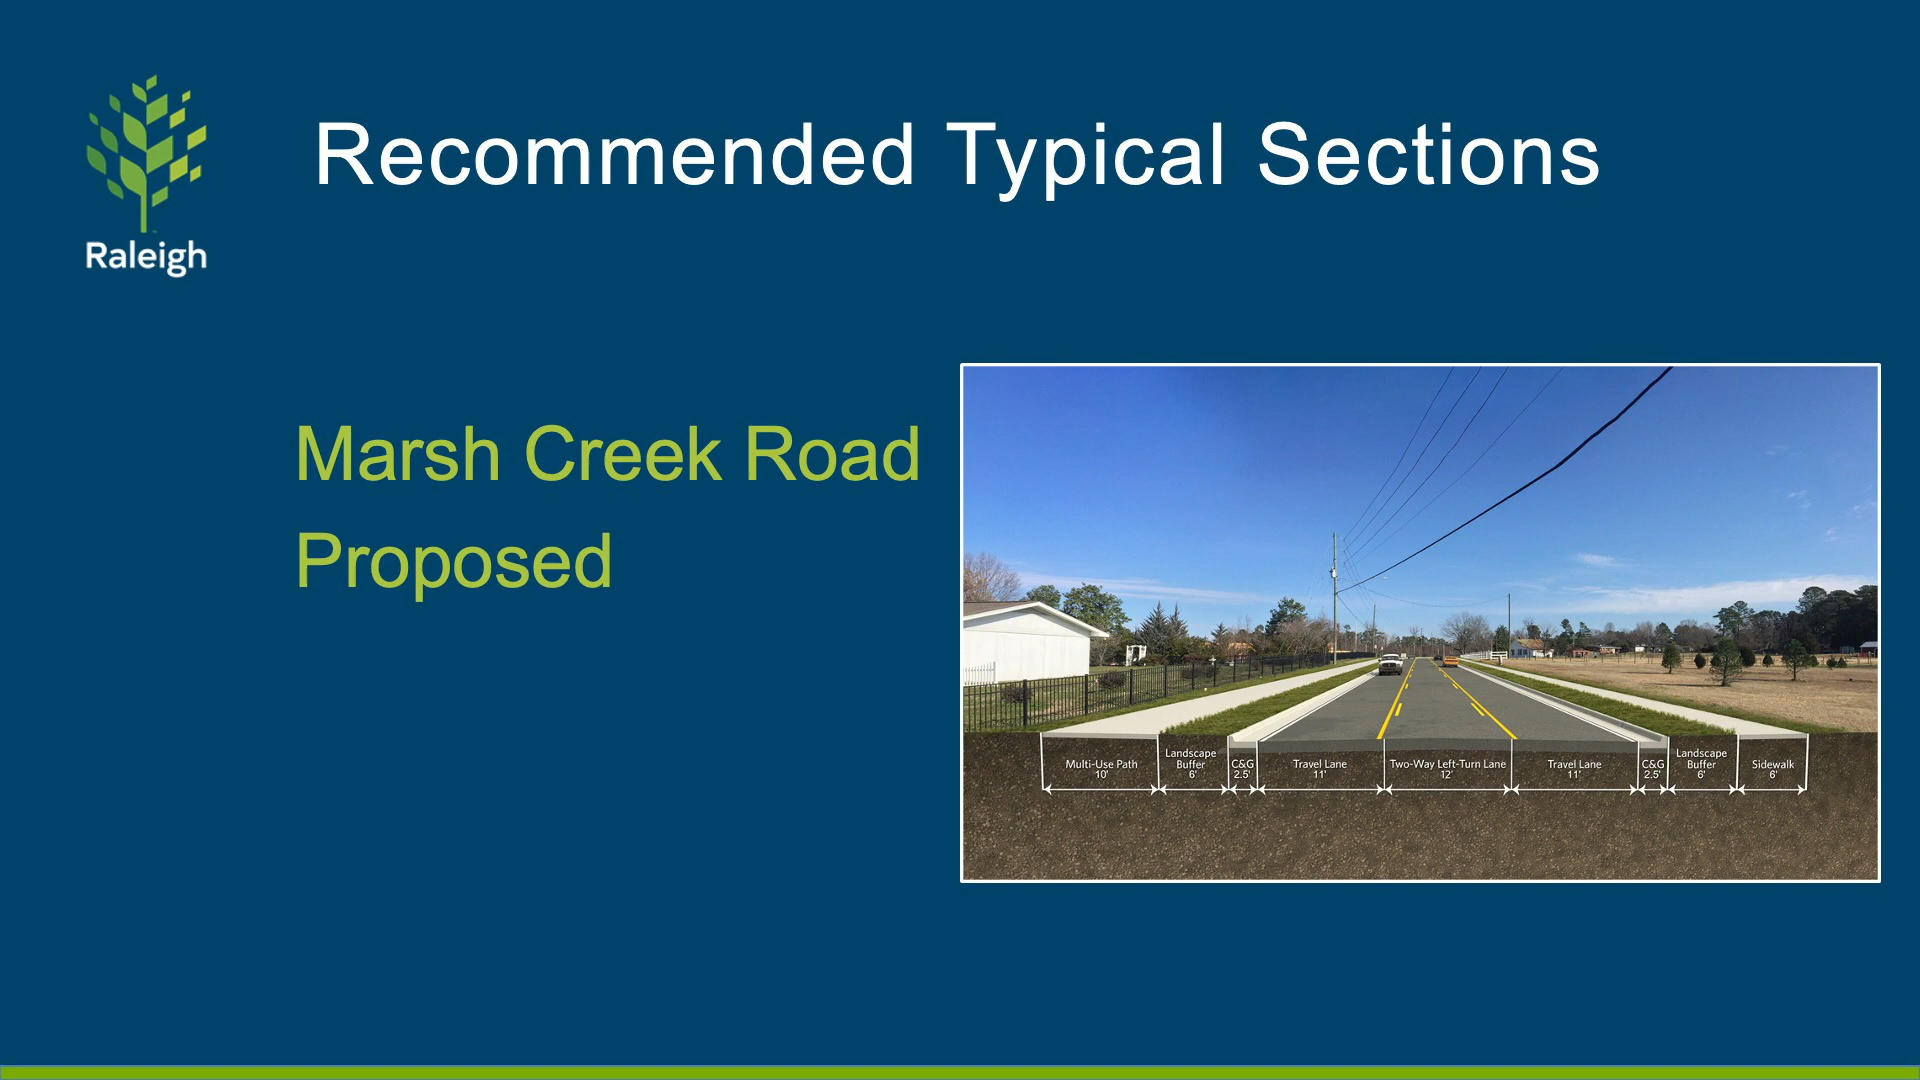 Raleigh
Recommended Typical Sections
Marsh Creek Road
Proposed
Multi-Use Path
10'
Landscape
Buffer
6'
C&G
2.5'
Travel Lane
11'
Two-Way Left-Turn Lane
12'
Travel Lane
11'
C&G
2.5'
Landscape
Buffer
6'
Sidewalk
6'